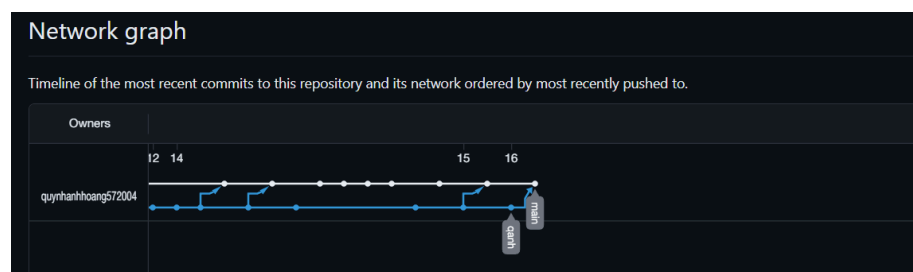 Network graph
Timeline of the most recent commits to this repository and its network ordered by most recently pushed to.
Owners
12 14 15 16
quynhanhhoang572004
main
qanh